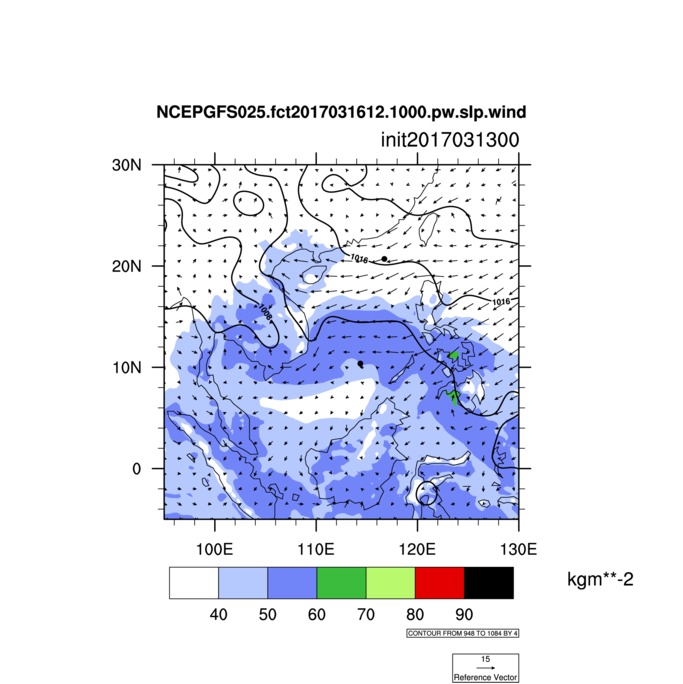 NCEPGFS025.fct2017031612.1000.pw.slp.wind
init2017031300
30N
20N
10N
0
1016
1016
1008
100E 110E 120E 130E
kgm**-2
40 50 60 70 80 90
CONTOUR FROM 948 TO 1084 BY 4
15
Reference Vector